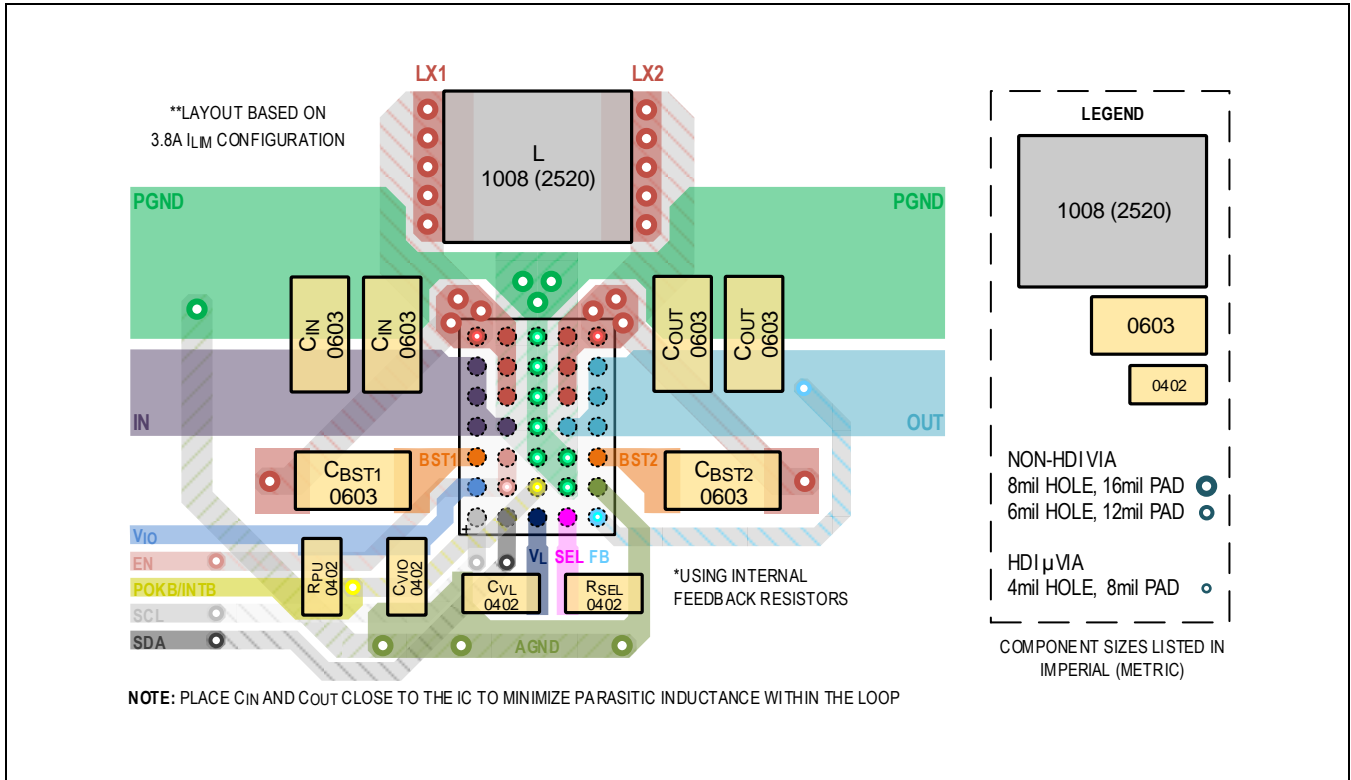 LX1
LX2
**LAYOUT BASED ON
3.8A ILIM CONFIGURATION
L
1008 (2520)
PGND
PGND
CIN
0603
CIN
0603
COUT
0603
COUT
0603
IN
OUT
BST1
BST2
CBST1
0603
CBST2
0603
VIO
EN
POKB/INTB
SCL
SDA
RPU
0402
CVIO
0402
+
VL
SEL
FB
CVL
0402
RSEL
0402
*USING INTERNAL
FEEDBACK RESISTORS
AGND
NOTE: PLACE CIN AND COUT CLOSE TO THE IC TO MINIMIZE PARASITIC INDUCTANCE WITHIN THE LOOP
LEGEND
1008 (2520)
0603
0402
NON-HDI VIA
8mil HOLE, 16mil PAD
6mil HOLE, 12mil PAD
HDI µVIA
4mil HOLE, 8mil PAD
COMPONENT SIZES LISTED IN
IMPERIAL (METRIC)